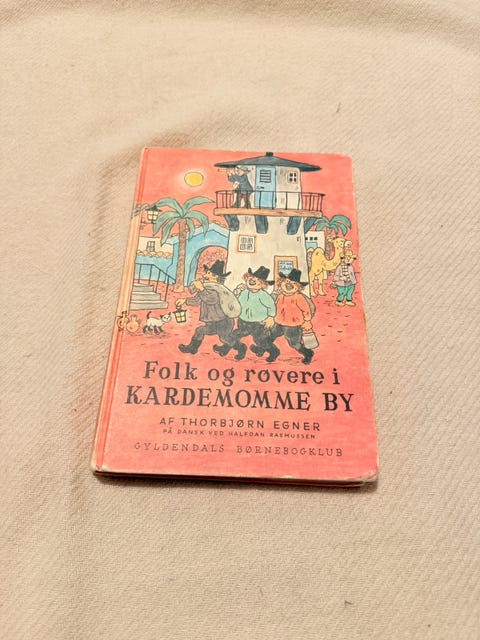 Folk og røvere i
KARDEMOMME BY
AF THORBJØRN EGNER
PÅ DANSK VED HALFDAN RASMUSSEN
GYLDENDALS BØRNEBOGKLUB